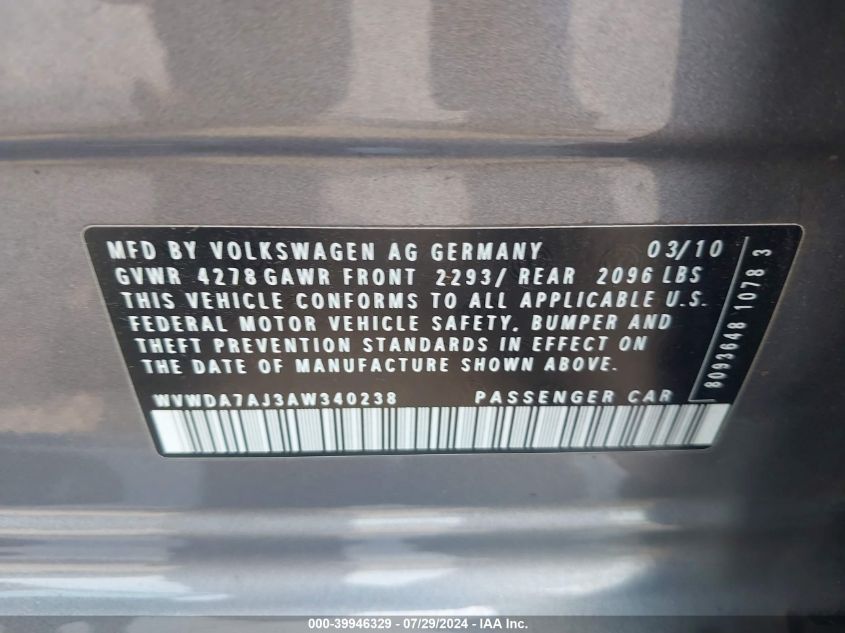 MFD BY VOLKSWAGEN AG GERMANY 03/10
GVWR 4278 GAWR FRONT 2293/ REAR 2096 LBS
THIS VEHICLE CONFORMS TO ALL APPLICABLE U.S.
FEDERAL MOTOR VEHICLE SAFETY, BUMPER AND
THEFT PREVENTION STANDARDS IN EFFECT ON
THE DATE OF MANUFACTURE SHOWN ABOVE.
WVWDA7AJ3AW340238 PASSENGER CAR
8093648 1078 3
000-39946329 / 07/29/2024 - IAAI Inc.